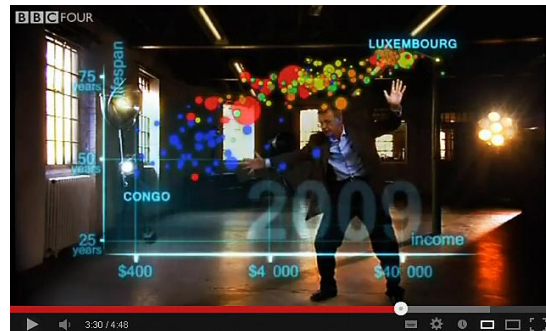 BBC FOUR
LUXEMBOURG
lifespan
75
years
50
years
CONGO
2009
25
years
income
$400
$4 000
$40 000
3:30 / 4:48